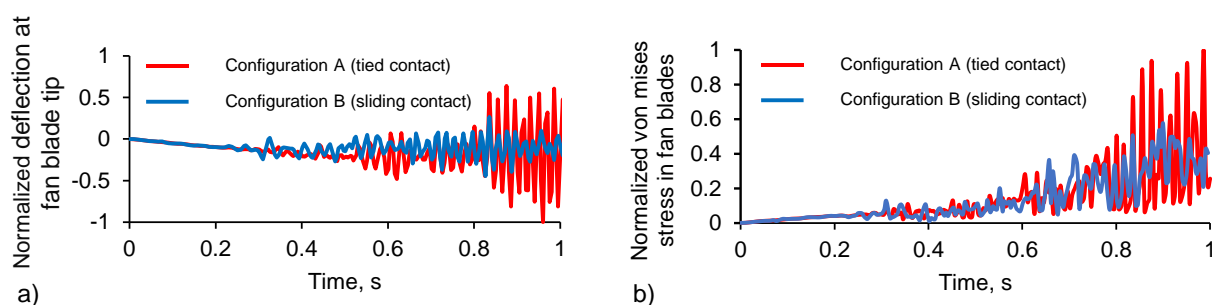 Normalized deflection at
fan blade tip
1
0.5
0
-0.5
-1
Configuration A (tied contact)
Configuration B (sliding contact)
0
0.2
0.4
0.6
0.8
1
Time, s
a)
Normalized von mises
stress in fan blades
1
0.8
0.6
0.4
0.2
0
Configuration A (tied contact)
Configuration B (sliding contact)
0
0.2
0.4
0.6
0.8
1
Time, s
b)